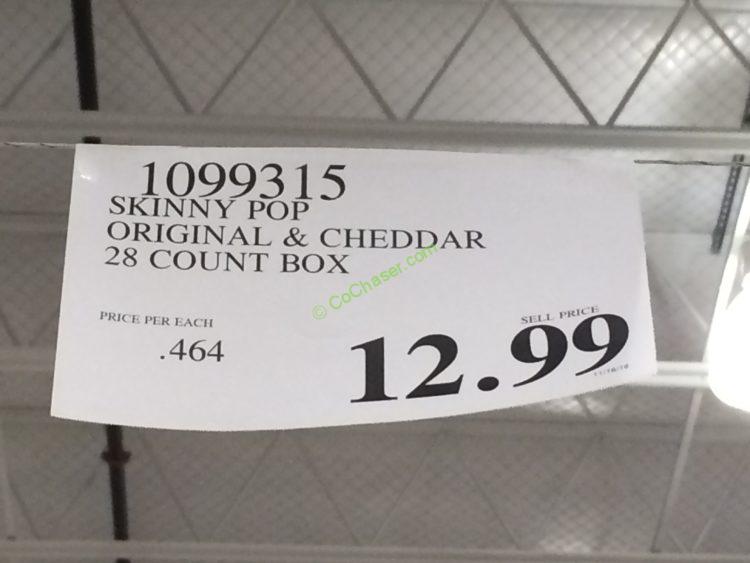 1099315
SKINNY POP
ORIGINAL & CHEDDAR
28 COUNT BOX
© CoChaser.com
PRICE PER EACH
.464
SELL PRICE
12.99